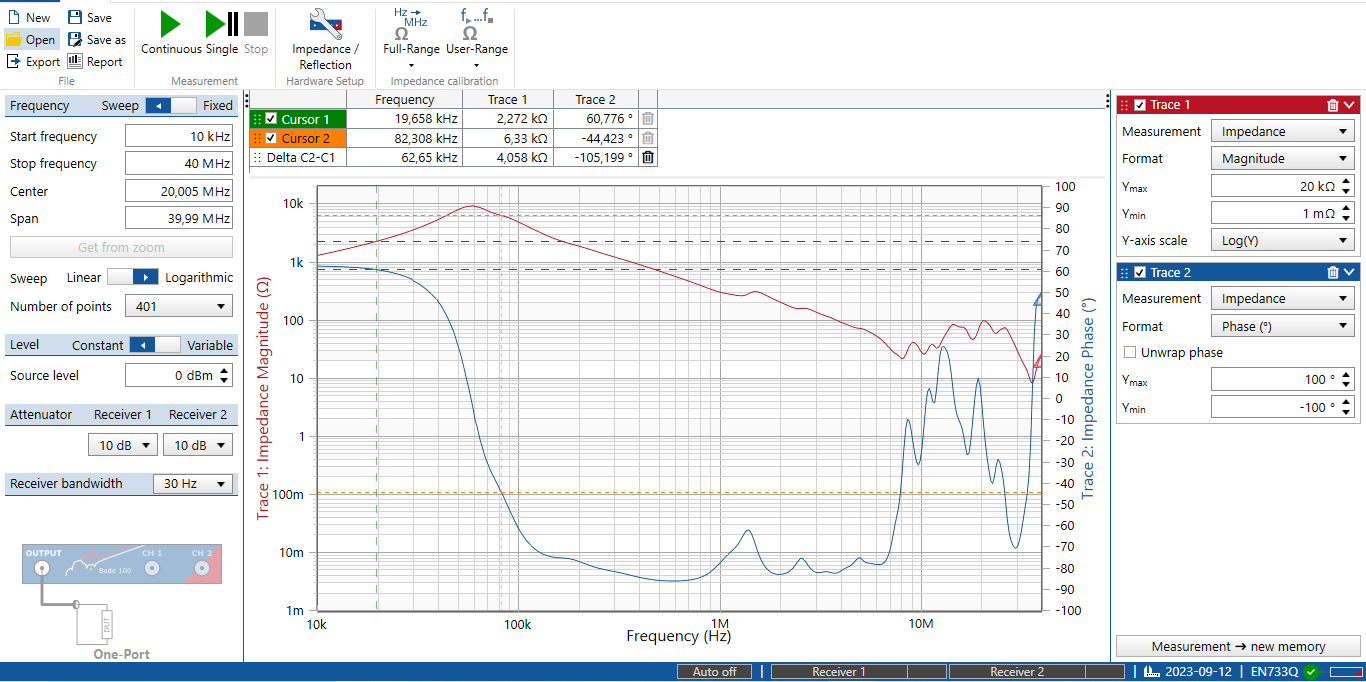 New Save
Open Save as
Export Report
File
Continuous Single Stop
Measurement
Impedance /
Reflection
Hardware Setup
Hz → MHz
Ω
Full-Range
f▸...f■
Ω
User-Range
Impedance calibration
Frequency Sweep Fixed
Start frequency 10 kHz
Stop frequency 40 MHz
Center 20,005 MHz
Span 39,99 MHz
Get from zoom
Sweep Linear Logarithmic
Number of points 401
Level Constant Variable
Source level 0 dBm
Attenuator Receiver 1 Receiver 2
10 dB 10 dB
Receiver bandwidth 30 Hz
OUTPUT CH 1 CH 2
Bode 100
DUT
One-Port
Frequency Trace 1 Trace 2
Cursor 1 19,658 kHz 2,272 kΩ 60,776 °
Cursor 2 82,308 kHz 6,33 kΩ -44,423 °
Delta C2-C1 62,65 kHz 4,058 kΩ -105,199 °
Trace 1: Impedance Magnitude (Ω)
10k
1k
100
10
1
100m
10m
1m
100
90
80
70
60
50
40
30
20
10
0
-10
-20
-30
-40
-50
-60
-70
-80
-90
-100
Trace 2: Impedance Phase (°)
10k 100k 1M 10M
Frequency (Hz)
Trace 1
Measurement Impedance
Format Magnitude
Ymax 20 kΩ
Ymin 1 mΩ
Y-axis scale Log(Y)
Trace 2
Measurement Impedance
Format Phase (°)
Unwrap phase
Ymax 100 °
Ymin -100 °
Measurement → new memory
Auto off Receiver 1 Receiver 2 2023-09-12 EN733Q